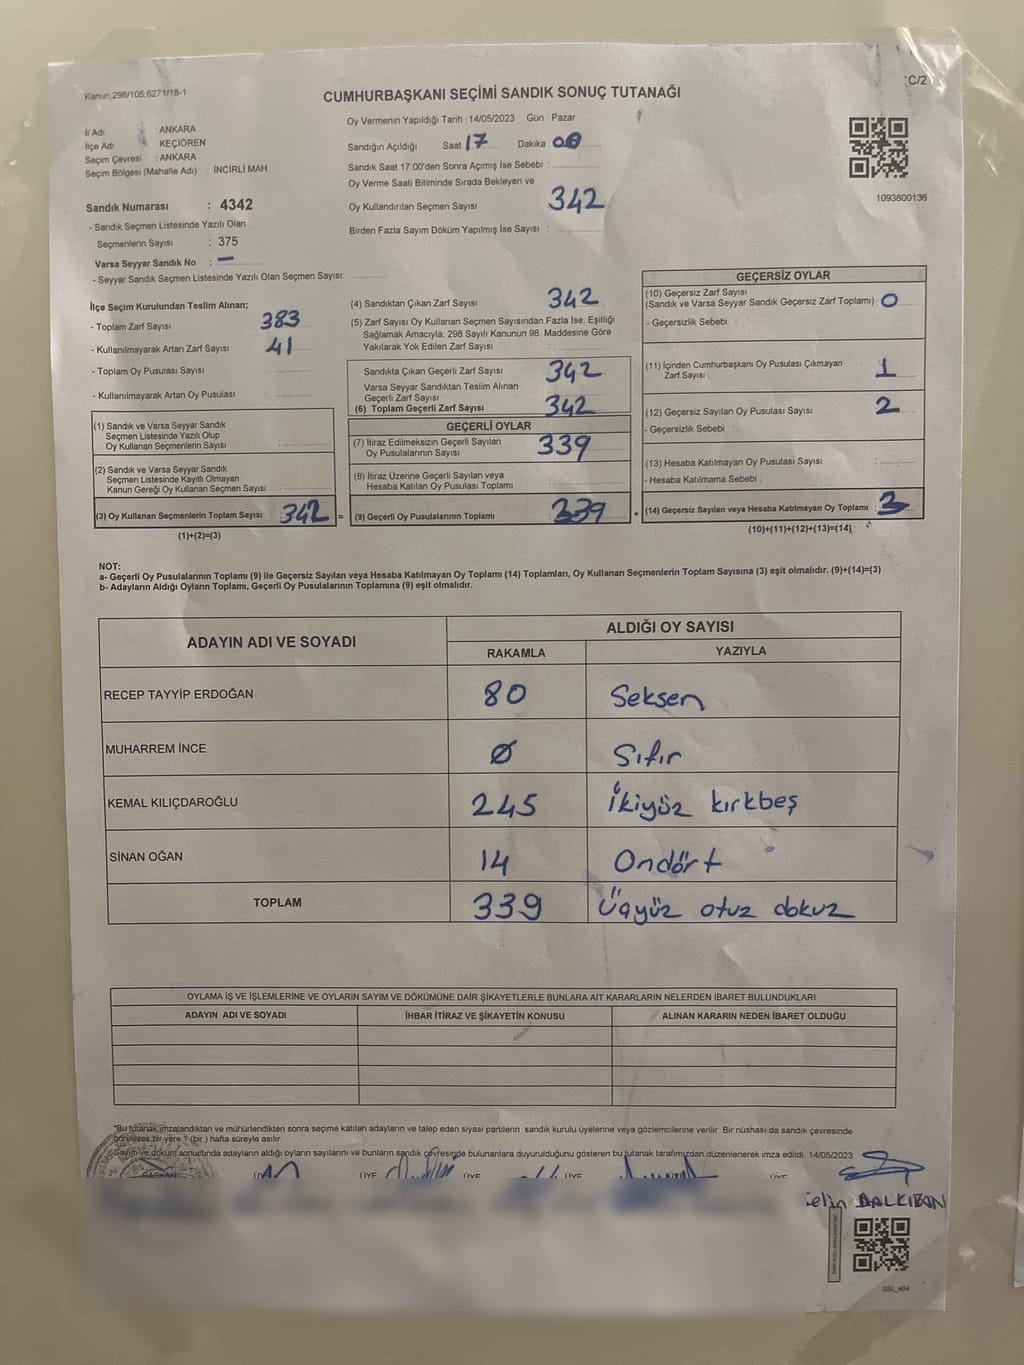 Kanun,298/105,6271/18-1
C/2
CUMHURBAŞKANI SEÇİMİ SANDIK SONUÇ TUTANAĞI
İl Adı : ANKARA
İlçe Adı : KEÇİÖREN
Seçim Çevresi : ANKARA
Seçim Bölgesi (Mahalle Adı) : İNCİRLİ MAH.
Sandık Numarası : 4342
- Sandık Seçmen Listesinde Yazılı Olan
Seçmenlerin Sayısı : 375
Varsa Seyyar Sandık No : –
- Seyyar Sandık Seçmen Listesinde Yazılı Olan Seçmen Sayısı:
Oy Vermenin Yapıldığı Tarih :14/05/2023 Gün : Pazar
Sandığın Açıldığı Saat : 17 Dakika : 00
Sandık Saat 17:00'den Sonra Açımış İse Sebebi :
Oy Verme Saati Bitiminde Sırada Bekleyen ve
Oy Kullandırılan Seçmen Sayısı 342
Birden Fazla Sayım Döküm Yapılmış İse Sayısı :
1093800136
İlçe Seçim Kurulundan Teslim Alınan;
- Toplam Zarf Sayısı 383
- Kullanılmayarak Artan Zarf Sayısı 41
- Toplam Oy Pusulası Sayısı :
- Kullanılmayarak Artan Oy Pusulası :
(1) Sandık ve Varsa Seyyar Sandık
Seçmen Listesinde Yazılı Olup
Oy Kullanan Seçmenlerin Sayısı :
(2) Sandık ve Varsa Seyyar Sandık
Seçmen Listesinde Kayıtlı Olmayan
Kanun Gereği Oy Kullanan Seçmen Sayısı :
(3) Oy Kullanan Seçmenlerin Toplam Sayısı : 342 =
(1)+(2)=(3)
(4) Sandıktan Çıkan Zarf Sayısı 342
(5) Zarf Sayısı Oy Kullanan Seçmen Sayısından Fazla İse, Eşitliği
Sağlamak Amacıyla; 298 Sayılı Kanunun 98. Maddesine Göre
Yakılarak Yok Edilen Zarf Sayısı :
Sandıkta Çıkan Geçerli Zarf Sayısı 342
Varsa Seyyar Sandıktan Teslim Alınan
Geçerli Zarf Sayısı :
(6) Toplam Geçerli Zarf Sayısı 342
GEÇERLİ OYLAR
(7) İtiraz Edilmeksizin Geçerli Sayılan
Oy Pusulalarının Sayısı 339
(8) İtiraz Üzerine Geçerli Sayılan veya
Hesaba Katılan Oy Pusulası Toplamı :
(9) Geçerli Oy Pusulalarının Toplamı : 339 +
GEÇERSİZ OYLAR
(10) Geçersiz Zarf Sayısı
(Sandık ve Varsa Seyyar Sandık Geçersiz Zarf Toplamı) : 0
- Geçersizlik Sebebi :
(11) İçinden Cumhurbaşkanı Oy Pusulası Çıkmayan
Zarf Sayısı 1
(12) Geçersiz Sayılan Oy Pusulası Sayısı 2
- Geçersizlik Sebebi :
(13) Hesaba Katılmayan Oy Pusulası Sayısı :
- Hesaba Katılmama Sebebi :
(14) Geçersiz Sayılan veya Hesaba Katılmayan Oy Toplamı : 3
(10)+(11)+(12)+(13)=(14)
NOT:
a- Geçerli Oy Pusulalarının Toplamı (9) ile Geçersiz Sayılan veya Hesaba Katılmayan Oy Toplamı (14) Toplamları, Oy Kullanan Seçmenlerin Toplam Sayısına (3) eşit olmalıdır. (9)+(14)=(3)
b- Adayların Aldığı Oyların Toplamı, Geçerli Oy Pusulalarının Toplamına (9) eşit olmalıdır.
ADAYIN ADI VE SOYADI ALDIĞI OY SAYISI
RAKAMLA YAZIYLA
RECEP TAYYİP ERDOĞAN 80 Seksen
MUHARREM İNCE 0 Sıfır
KEMAL KILIÇDAROĞLU 245 İkiyüz kırkbeş
SİNAN OĞAN 14 Ondört
TOPLAM 339 Üçyüz otuz dokuz
OYLAMA İŞ VE İŞLEMLERİNE VE OYLARIN SAYIM VE DÖKÜMÜNE DAİR ŞİKAYETLERLE BUNLARA AİT KARARLARIN NELERDEN İBARET BULUNDUKLARI
ADAYIN ADI VE SOYADI İHBAR İTİRAZ VE ŞİKAYETİN KONUSU ALINAN KARARIN NEDEN İBARET OLDUĞU
*Bu tutanak imzalandıktan ve mühürlendikten sonra seçime katılan adayların ve talep eden siyasi partilerin sandık kurulu üyelerine veya gözlemcilerine verilir. Bir nüshası da sandık çevresinde
görülecek bir yere 1 (bir ) hafta süreyle asılır.
Sayım ve döküm sonucunda adayların aldığı oyların sayılarını ve bunların sandık çevresinde bulunanlara duyurulduğunu gösteren bu tutanak tarafımızdan düzenlenerek imza edildi. 14/05/2023
BAŞKAN ÜYE ÜYE ÜYE ÜYE ÜYE
SSİ_404